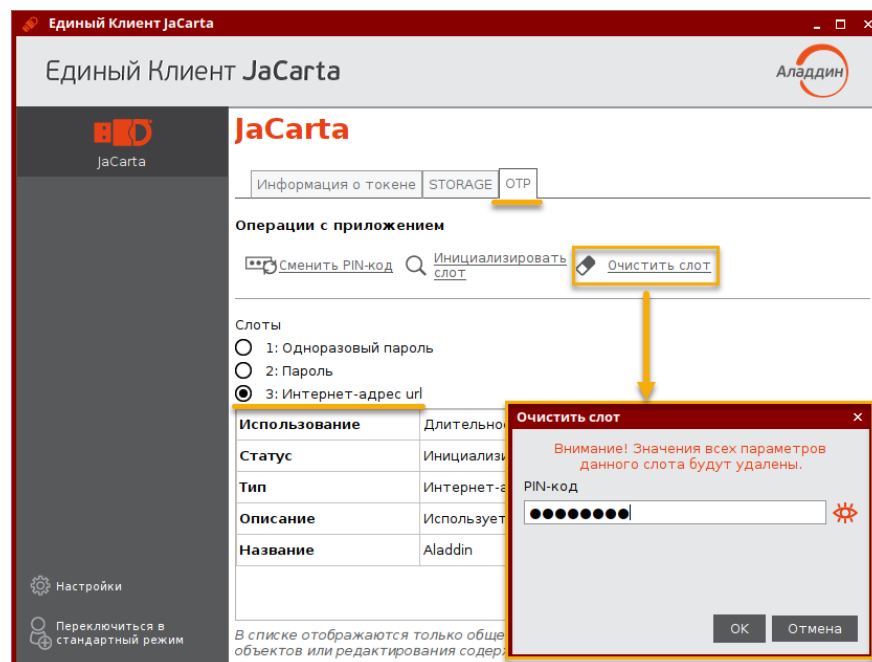 Единый Клиент JaCarta
Единый Клиент JaCarta
Аладдин
JaCarta
JaCarta
Информация о токене STORAGE OTP
Операции с приложением
Сменить PIN-код
Инициализировать
слот
Очистить слот
Слоты
1: Одноразовый пароль
2: Пароль
3: Интернет-адрес url
Использование
Статус
Тип
Описание
Название Aladdin
Очистить слот
Внимание! Значения всех параметров
данного слота будут удалены.
PIN-код
OK Отмена
Настройки
Переключиться в
стандартный режим
В списке отображаются только
объектов или редактирования